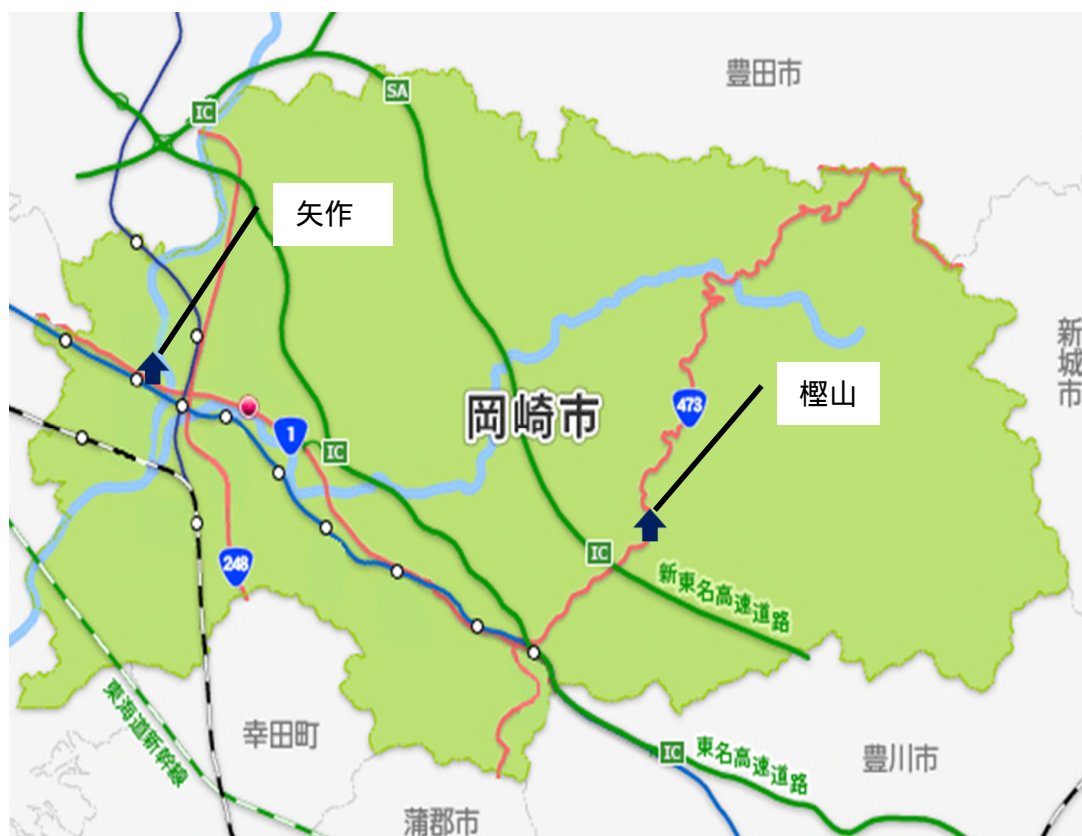 豊田市
SA
IC
矢作
新城市
樫山
473
岡崎市
1
IC
248
IC
新東名高速道路
東海道新幹線
幸田町
IC
東名高速道路
豊川市
蒲郡市